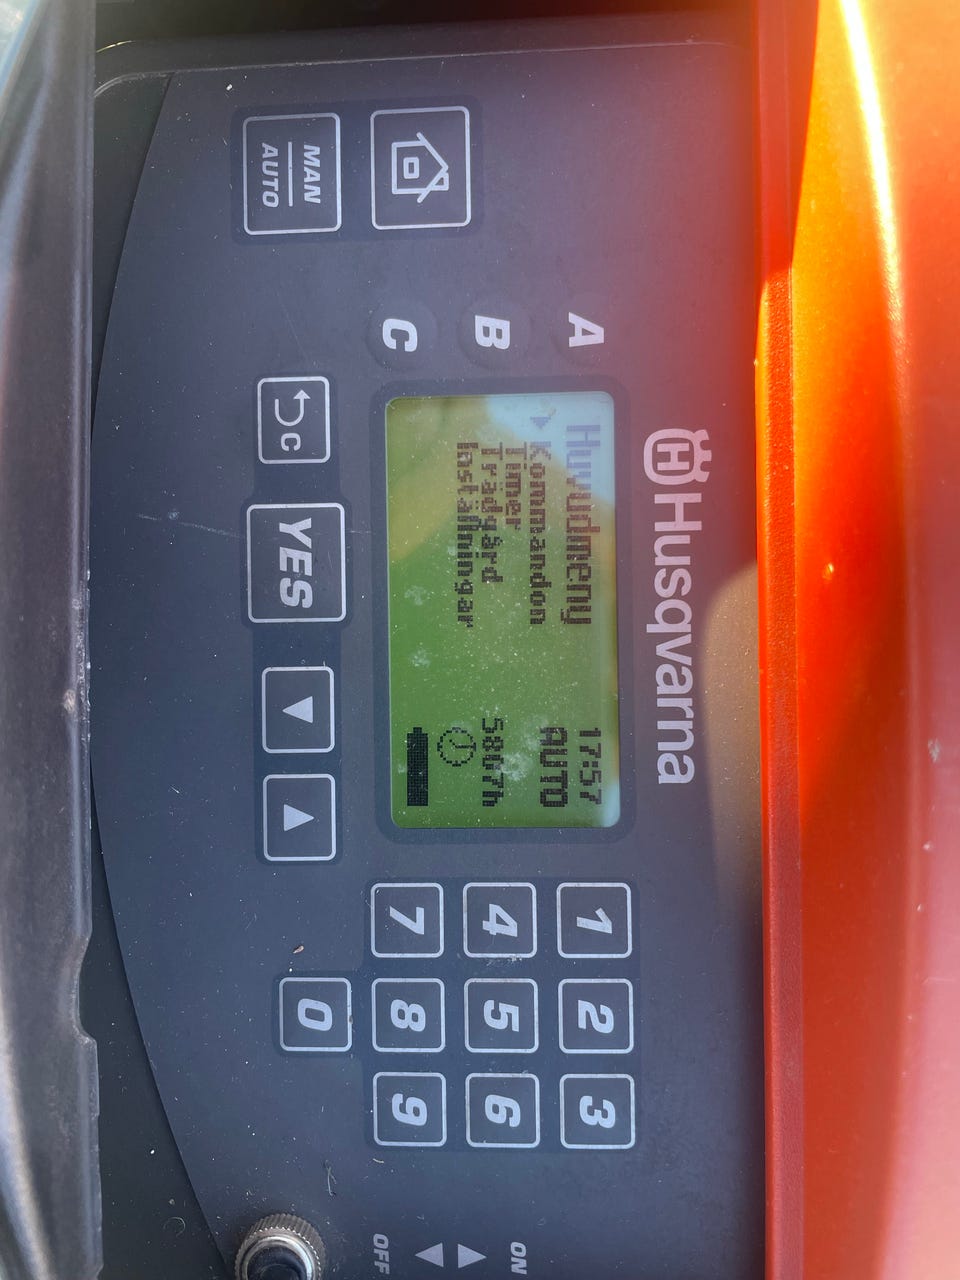 Husqvarna
A
B
C
Huvudmeny
Kommandon
Timer
Trädgård
Inställningar
17:57
AUTO
5807h
MAN
AUTO
C
YES
1 2 3
4 5 6
7 8 9
0
ON
OFF